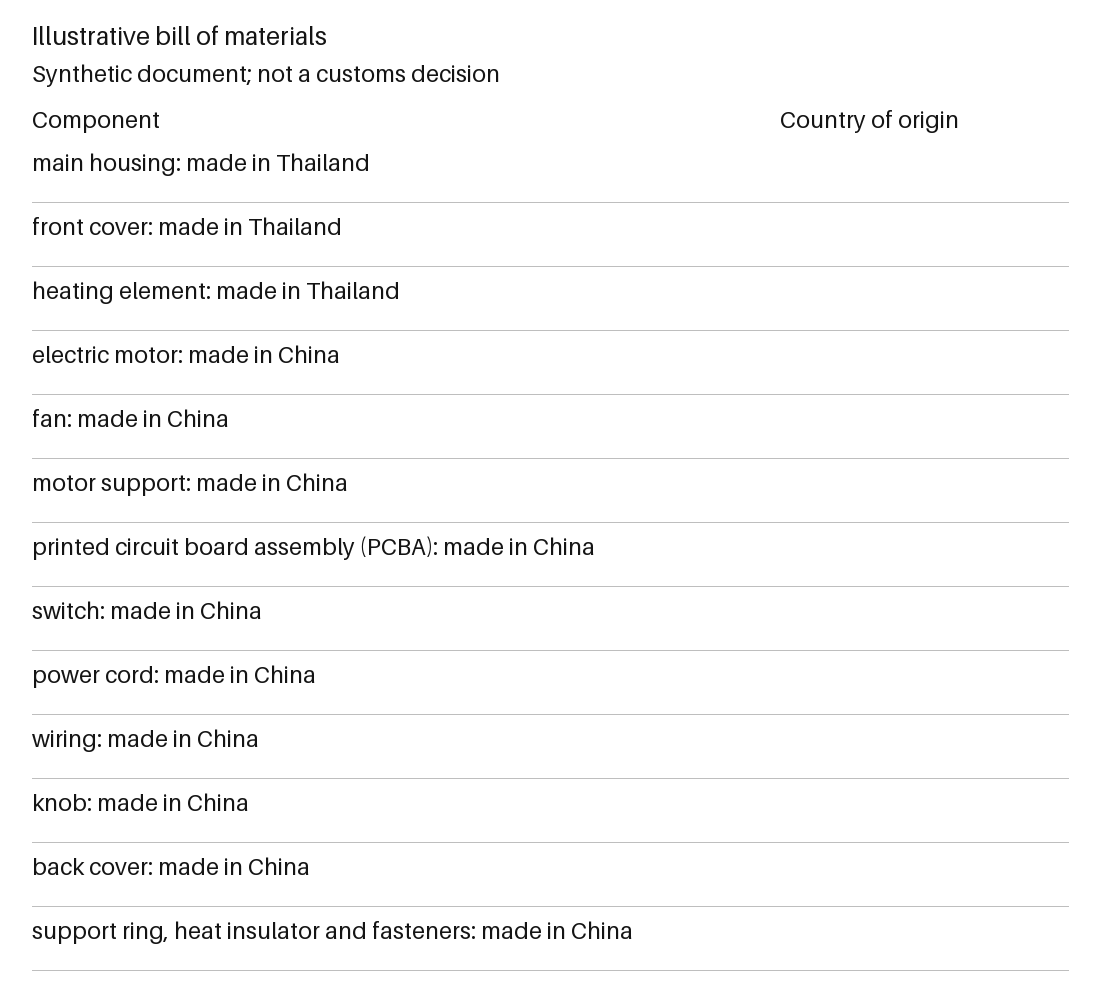 Illustrative bill of materials
Synthetic document; not a customs decision
Component Country of origin
main housing: made in Thailand
front cover: made in Thailand
heating element: made in Thailand
electric motor: made in China
fan: made in China
motor support: made in China
printed circuit board assembly (PCBA): made in China
switch: made in China
power cord: made in China
wiring: made in China
knob: made in China
back cover: made in China
support ring, heat insulator and fasteners: made in China